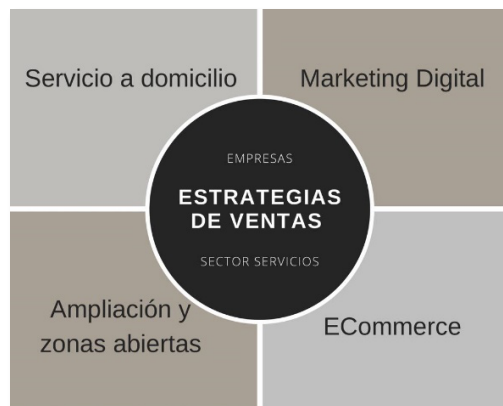 Servicio a domicilio
Marketing Digital
EMPRESAS
ESTRATEGIAS
DE VENTAS
SECTOR SERVICIOS
Ampliación y
zonas abiertas
ECommerce